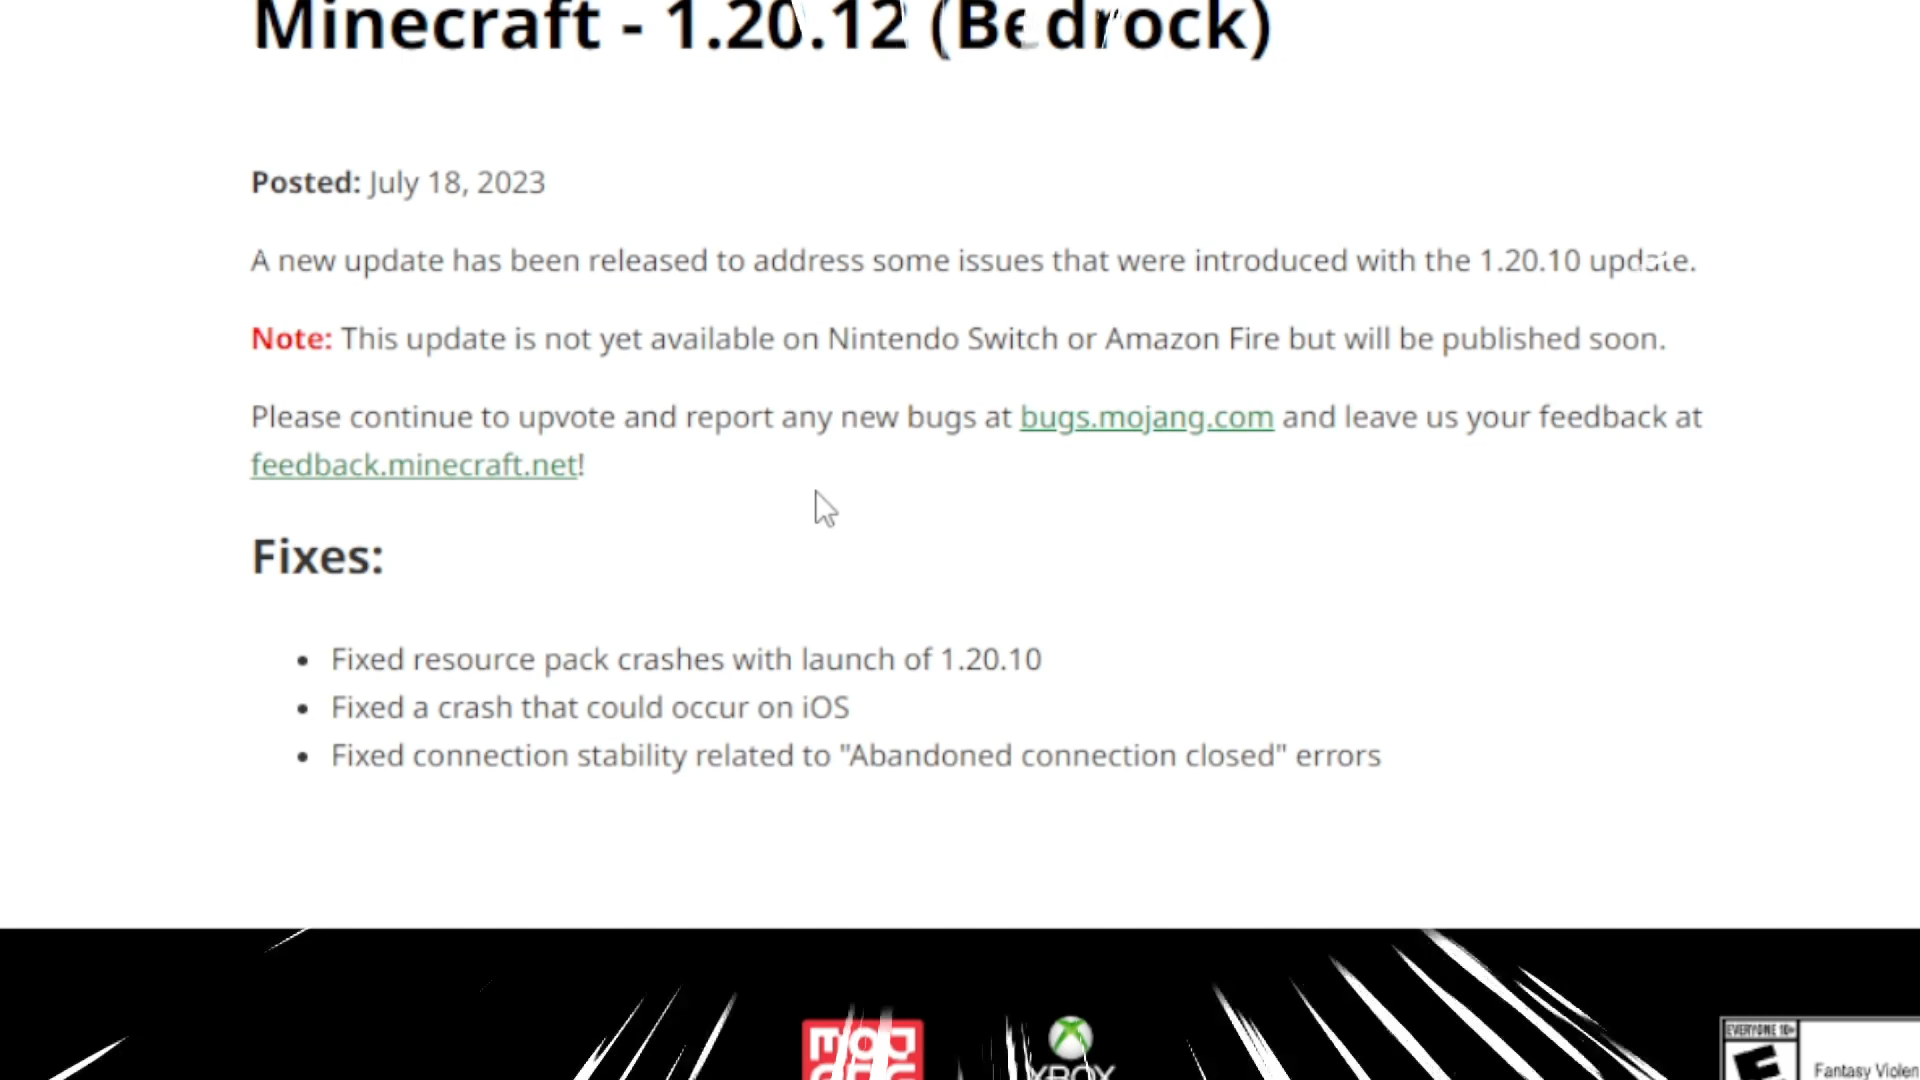 Minecraft - 1.20.12 (Bedrock)
Posted: July 18, 2023
A new update has been released to address some issues that were introduced with the 1.20.10 update.
Note: This update is not yet available on Nintendo Switch or Amazon Fire but will be published soon.
Please continue to upvote and report any new bugs at bugs.mojang.com and leave us your feedback at
feedback.minecraft.net!
Fixes:
• Fixed resource pack crashes with launch of 1.20.10
• Fixed a crash that could occur on iOS
• Fixed connection stability related to "Abandoned connection closed" errors
XBOX
EVERYONE 10+
E
Fantasy